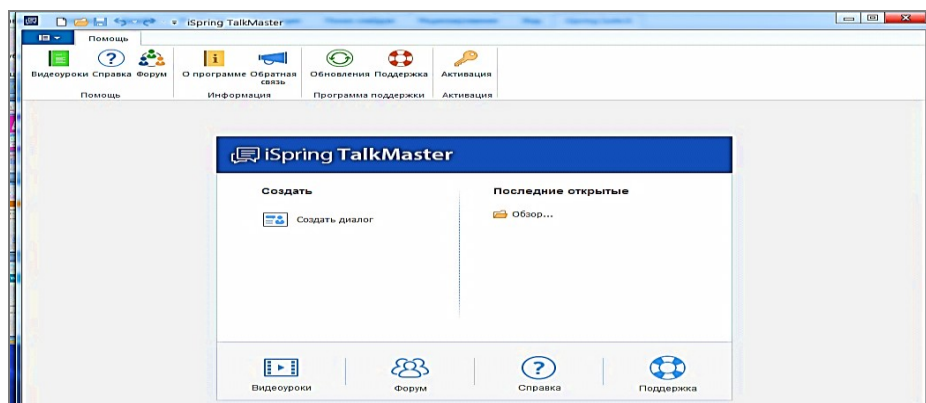 iSpring TalkMaster
Помощь
Видеоуроки Справка Форум О программе Обратная связь Обновления Поддержка Активация
Помощь Информация Программа поддержки Активация
iSpring TalkMaster
Создать Последние открытые
Создать диалог Обзор...
Видеоуроки Форум Справка Поддержка